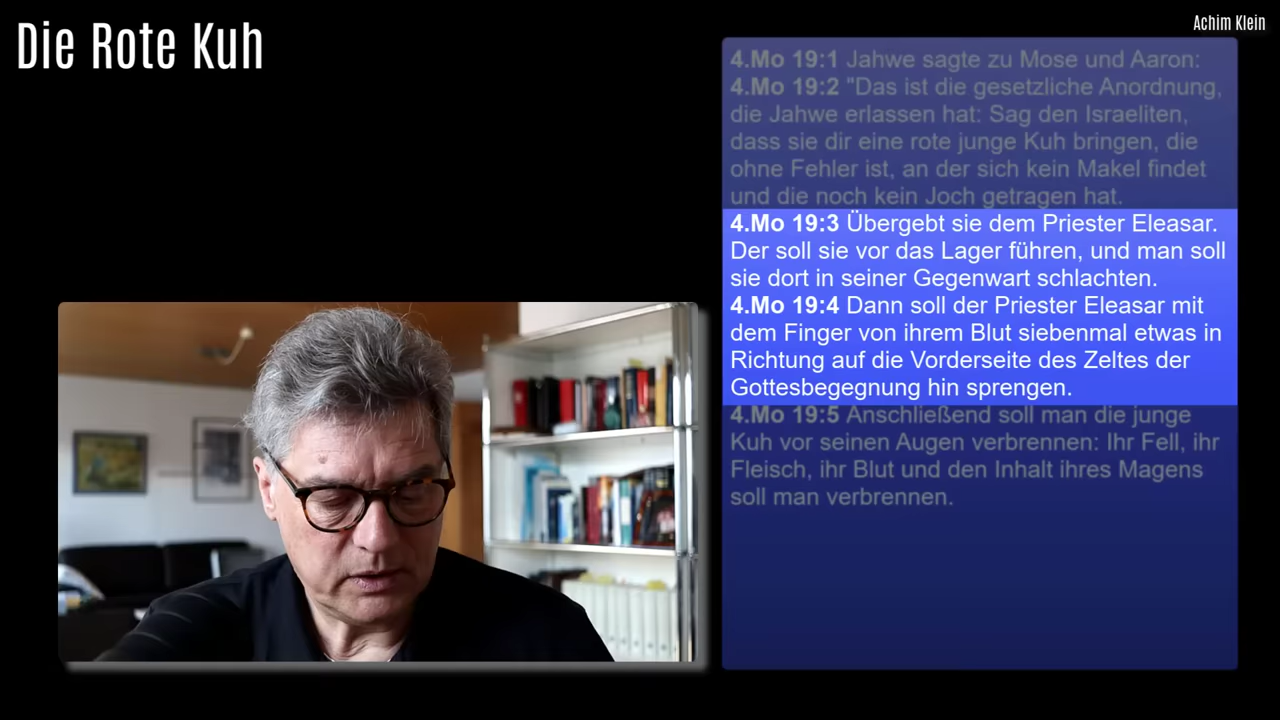 Die Rote Kuh
Achim Klein
4.Mo 19:1 Jahwe sagte zu Mose und Aaron:
4.Mo 19:2 "Das ist die gesetzliche Anordnung,
die Jahwe erlassen hat: Sag den Israeliten,
dass sie dir eine rote junge Kuh bringen, die
ohne Fehler ist, an der sich kein Makel findet
und die noch kein Joch getragen hat.
4.Mo 19:3 Übergebt sie dem Priester Eleasar.
Der soll sie vor das Lager führen, und man soll
sie dort in seiner Gegenwart schlachten.
4.Mo 19:4 Dann soll der Priester Eleasar mit
dem Finger von ihrem Blut siebenmal etwas in
Richtung auf die Vorderseite des Zeltes der
Gottesbegegnung hin sprengen.
4.Mo 19:5 Anschließend soll man die junge
Kuh vor seinen Augen verbrennen: Ihr Fell, ihr
Fleisch, ihr Blut und den Inhalt ihres Magens
soll man verbrennen.